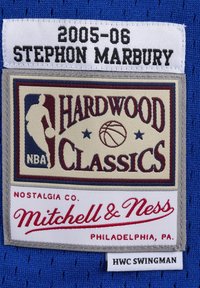 2005-06
STEPHON MARBURY
HARDWOOD
NBA
CLASSICS
NOSTALGIA CO.
Mitchell & Ness
PHILADELPHIA, PA.
HWC SWINGMAN